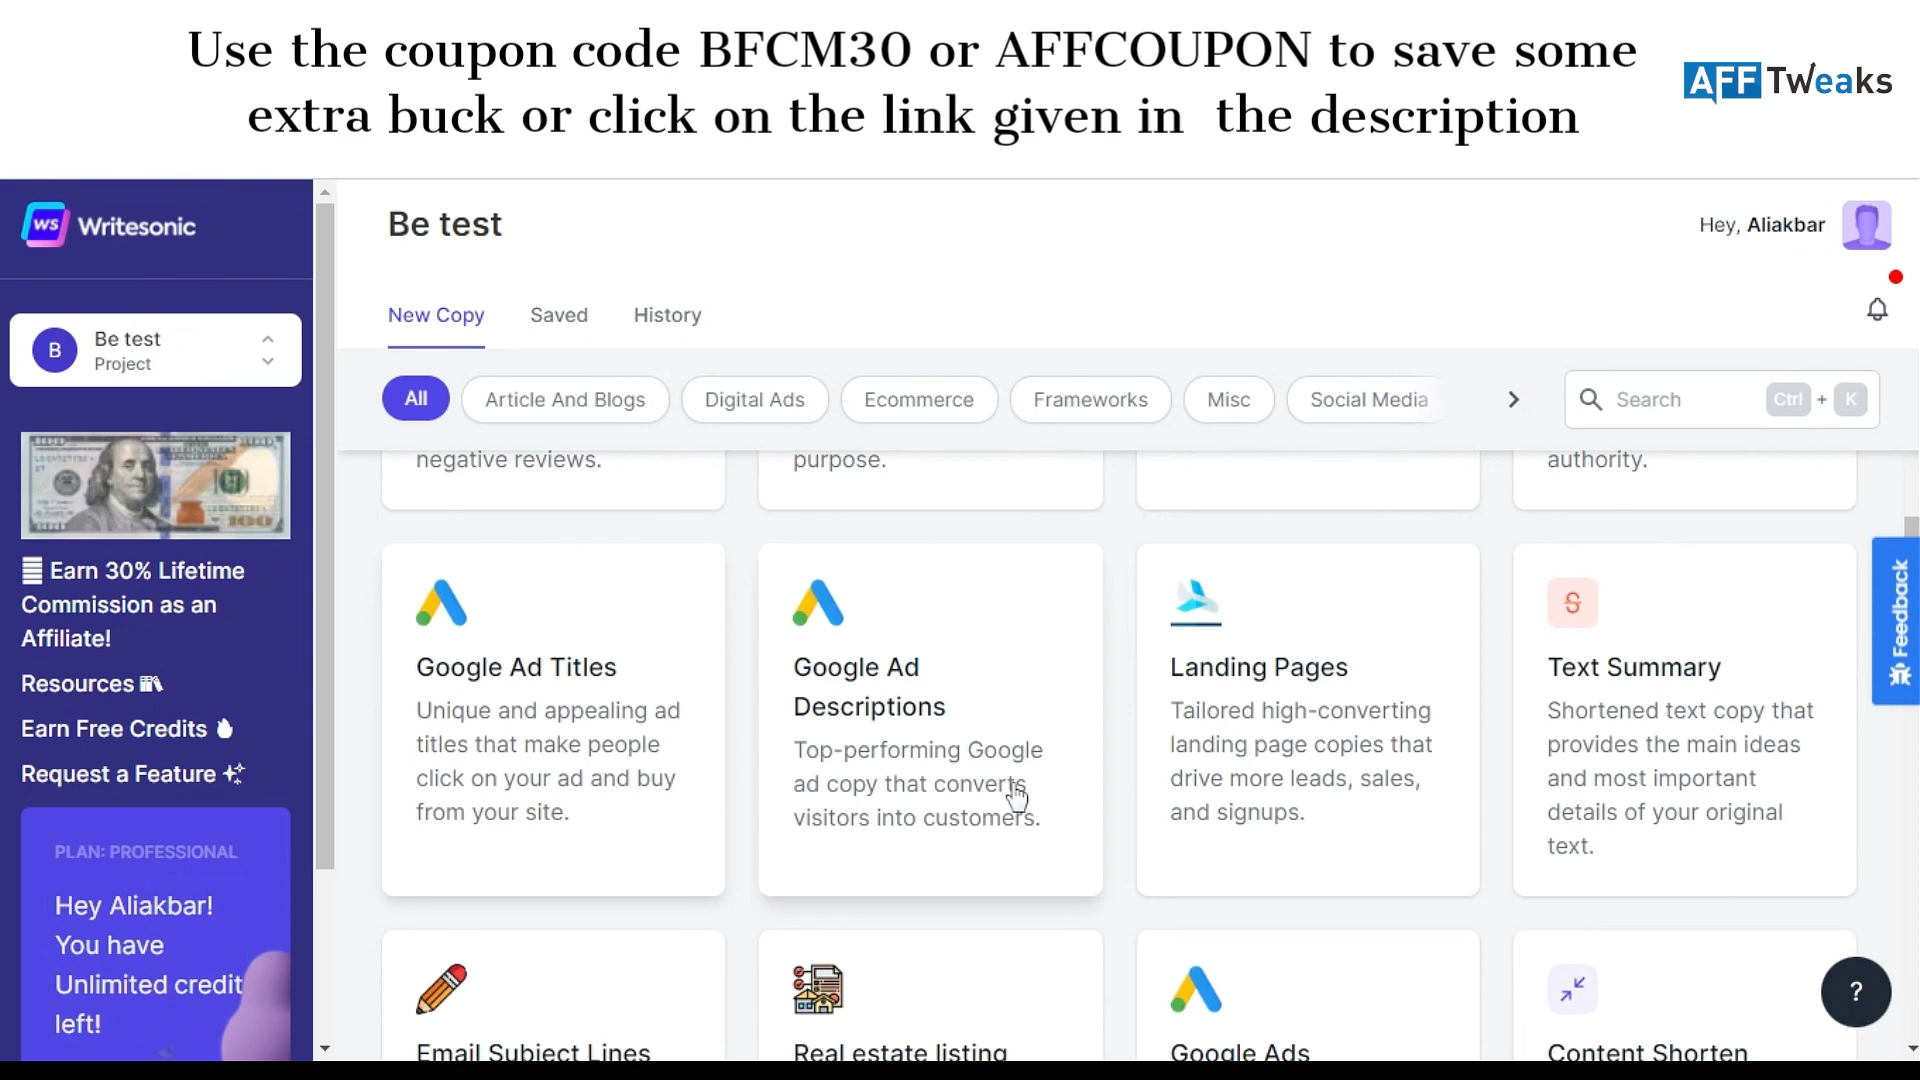 Use the coupon code BFCM30 or AFFCOUPON to save some
extra buck or click on the link given in the description
AFF Tweaks
WS Writesonic
Be test
Hey, Aliakbar
B
Be test
Project
New Copy Saved History
All Article And Blogs Digital Ads Ecommerce Frameworks Misc Social Media
Search Ctrl + K
negative reviews.
purpose.
authority.
Earn 30% Lifetime
Commission as an
Affiliate!
Resources
Earn Free Credits
Request a Feature
PLAN: PROFESSIONAL
Hey Aliakbar!
You have
Unlimited credit
left!
Google Ad Titles
Unique and appealing ad
titles that make people
click on your ad and buy
from your site.
Google Ad
Descriptions
Top-performing Google
ad copy that converts
visitors into customers.
Landing Pages
Tailored high-converting
landing page copies that
drive more leads, sales,
and signups.
Text Summary
Shortened text copy that
provides the main ideas
and most important
details of your original
text.
Feedback
Email Subject Lines
Real estate listing
Google Ads
Content Shorten
?